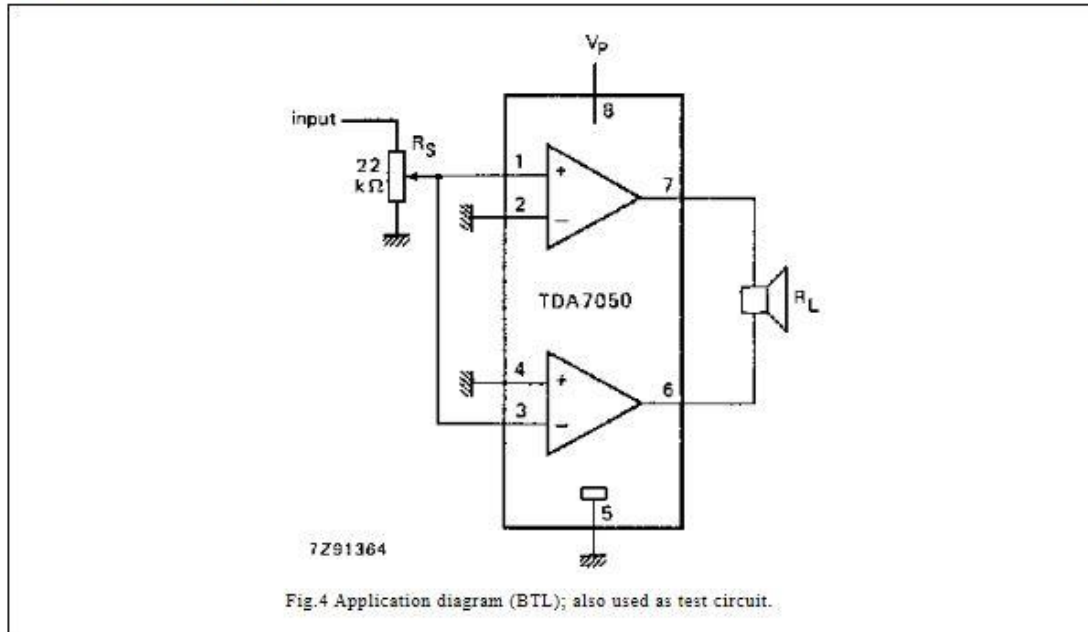 Vp
8
input
RS
22
kΩ
1
+
2
−
7
TDA7050
RL
4
+
3
−
6
5
7Z91364
Fig.4 Application diagram (BTL); also used as test circuit.